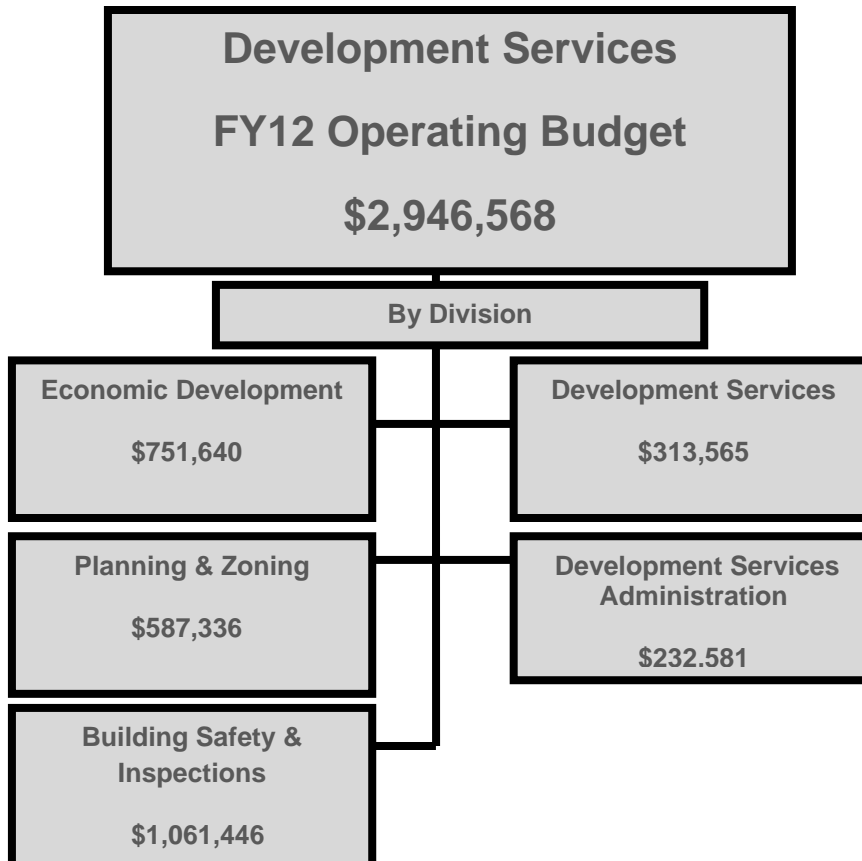 Development Services
FY12 Operating Budget
$2,946,568
By Division
Economic Development
$751,640
Development Services
$313,565
Planning & Zoning
$587,336
Development Services
Administration
$232.581
Building Safety &
Inspections
$1,061,446